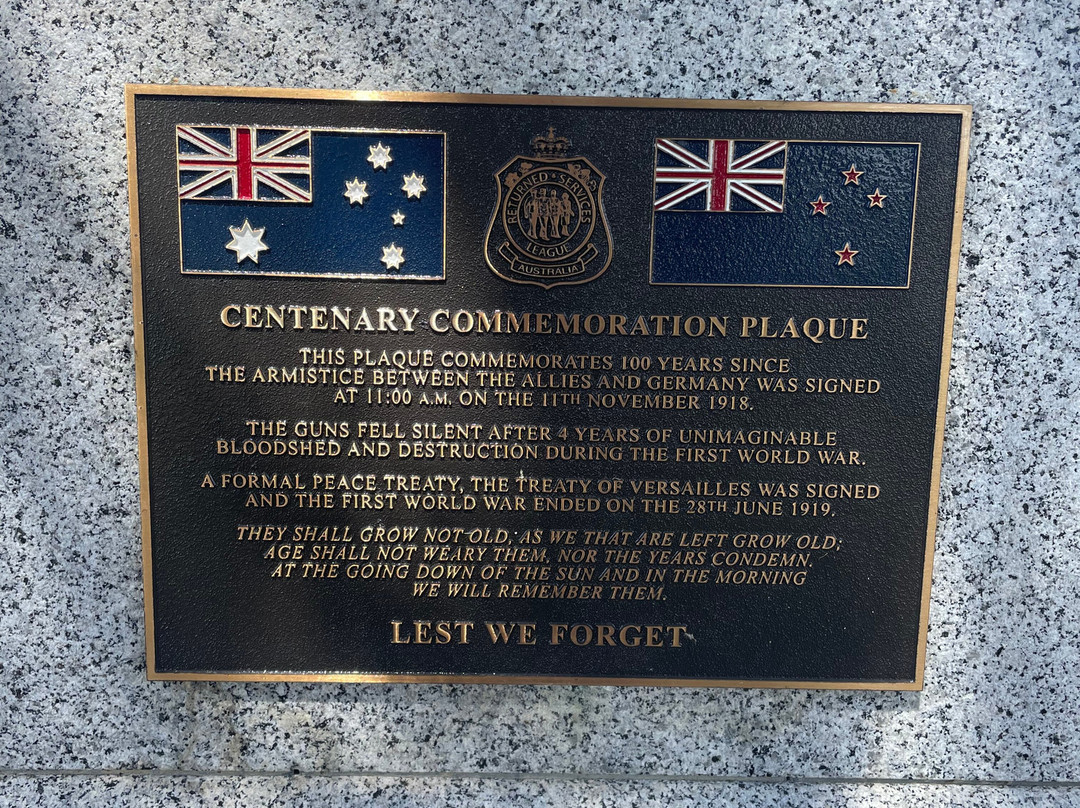 RETURNED & SERVICES
LEAGUE
AUSTRALIA
CENTENARY COMMEMORATION PLAQUE
THIS PLAQUE COMMEMORATES 100 YEARS SINCE
THE ARMISTICE BETWEEN THE ALLIES AND GERMANY WAS SIGNED
AT 11:00 A.M. ON THE 11TH NOVEMBER 1918.
THE GUNS FELL SILENT AFTER 4 YEARS OF UNIMAGINABLE
BLOODSHED AND DESTRUCTION DURING THE FIRST WORLD WAR.
A FORMAL PEACE TREATY, THE TREATY OF VERSAILLES WAS SIGNED
AND THE FIRST WORLD WAR ENDED ON THE 28TH JUNE 1919.
THEY SHALL GROW NOT OLD, AS WE THAT ARE LEFT GROW OLD;
AGE SHALL NOT WEARY THEM, NOR THE YEARS CONDEMN.
AT THE GOING DOWN OF THE SUN AND IN THE MORNING
WE WILL REMEMBER THEM.
LEST WE FORGET